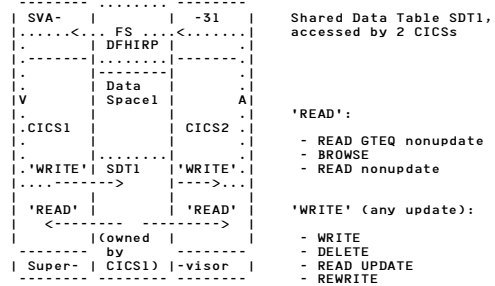 -------- ........ --------
| SVA- | | -31 | Shared Data Table SDT1,
|......<... FS ....<.......| accessed by 2 CICSs
|. | DFHIRP | .|
|.-------|........|-------.|
|. |--------| .|
|. | Data | .|
|V | Space1 | A|
|. | | .| 'READ':
|.CICS1 | | CICS2 .|
|. | | .| - READ GTEQ nonupdate
|. |........| .| - BROWSE
|.'WRITE'| SDT1 |'WRITE'.| - READ nonupdate
|....-------> |---->...|
| | | |
| 'READ' | | 'READ' | 'WRITE' (any update):
| <-------- ---------> |
| |(owned | | - WRITE
-------- by -------- - DELETE
| Super- | CICS1) |-visor | - READ UPDATE
-------- -------- -------- - REWRITE